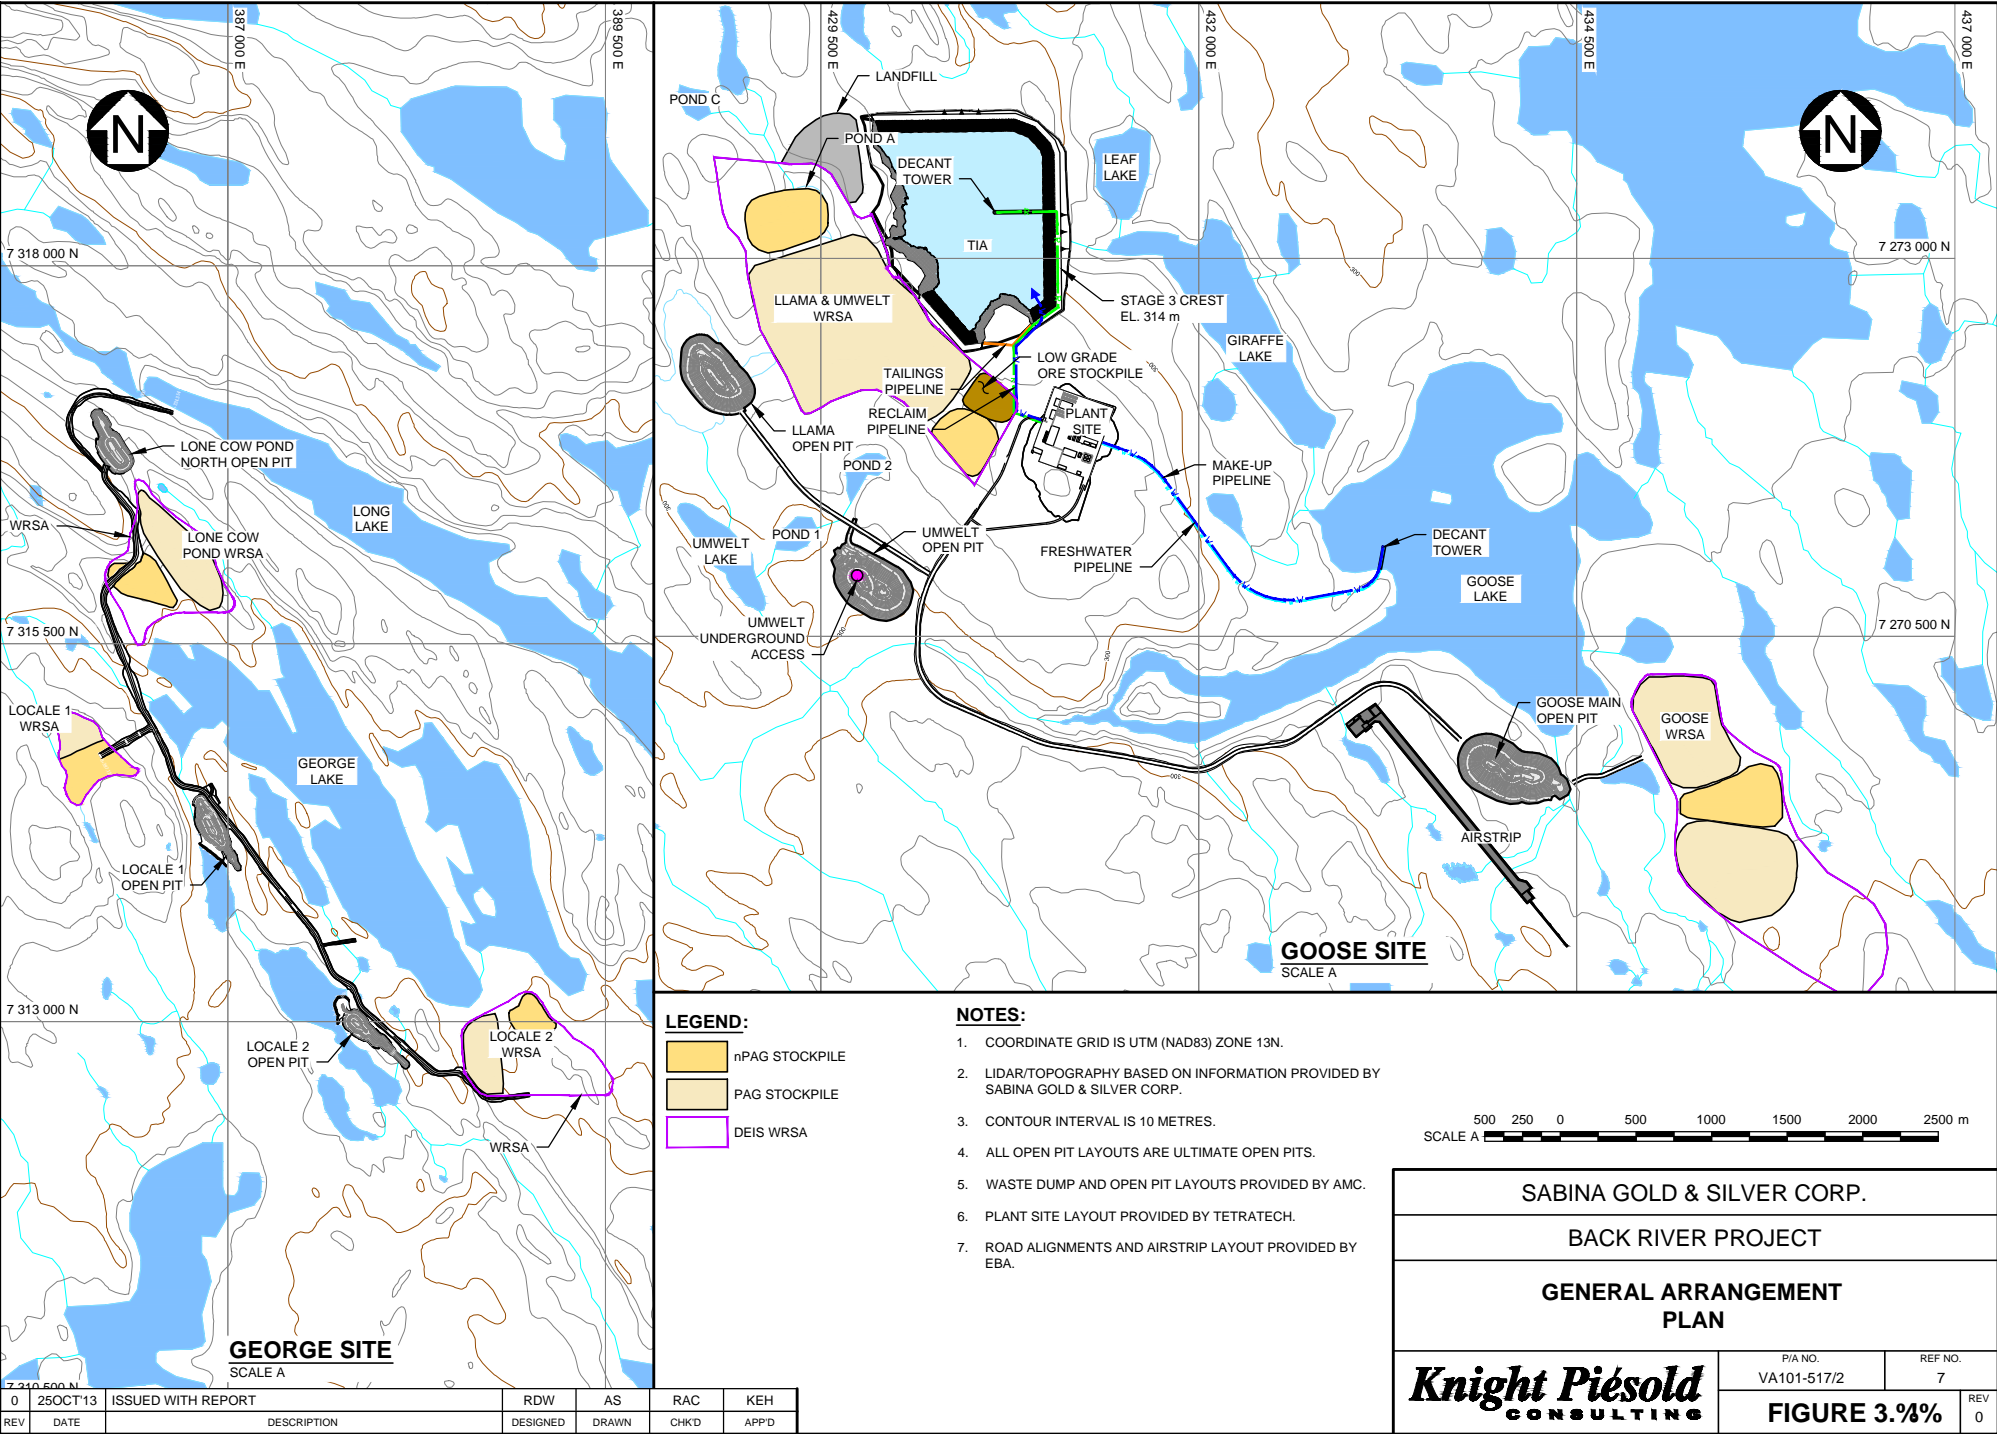 387 000 E
389 500 E
7 318 000 N
7 315 500 N
7 313 000 N
7 310 500 N
N
LONE COW POND
NORTH OPEN PIT
LONG
LAKE
WRSA
LONE COW
POND WRSA
LOCALE 1
WRSA
GEORGE
LAKE
LOCALE 1
OPEN PIT
LOCALE 2
OPEN PIT
LOCALE 2
WRSA
WRSA
GEORGE SITE
SCALE A
429 500 E
432 000 E
434 500 E
437 000 E
7 273 000 N
7 270 500 N
N
LANDFILL
POND C
POND A
DECANT
TOWER
LEAF
LAKE
TIA
LLAMA & UMWELT
WRSA
STAGE 3 CREST
EL. 314 m
GIRAFFE
LAKE
LOW GRADE
ORE STOCKPILE
TAILINGS
PIPELINE
RECLAIM
PIPELINE
PLANT
SITE
LLAMA
OPEN PIT
POND 2
MAKE-UP
PIPELINE
POND 1
UMWELT
LAKE
UMWELT
OPEN PIT
FRESHWATER
PIPELINE
DECANT
TOWER
GOOSE
LAKE
UMWELT
UNDERGROUND
ACCESS
GOOSE MAIN
OPEN PIT
GOOSE
WRSA
AIRSTRIP
300
300
300
300
300
300
GOOSE SITE
SCALE A
LEGEND:
nPAG STOCKPILE
PAG STOCKPILE
DEIS WRSA
NOTES:
1. COORDINATE GRID IS UTM (NAD83) ZONE 13N.
2. LIDAR/TOPOGRAPHY BASED ON INFORMATION PROVIDED BY
SABINA GOLD & SILVER CORP.
3. CONTOUR INTERVAL IS 10 METRES.
4. ALL OPEN PIT LAYOUTS ARE ULTIMATE OPEN PITS.
5. WASTE DUMP AND OPEN PIT LAYOUTS PROVIDED BY AMC.
6. PLANT SITE LAYOUT PROVIDED BY TETRATECH.
7. ROAD ALIGNMENTS AND AIRSTRIP LAYOUT PROVIDED BY
EBA.
500 250 0 500 1000 1500 2000 2500 m
SCALE A
SABINA GOLD & SILVER CORP.
BACK RIVER PROJECT
GENERAL ARRANGEMENT
PLAN
Knight Piésold
CONSULTING
P/A NO.
VA101-517/2
REF NO.
7
FIGURE
REV
0
0 25OCT'13 ISSUED WITH REPORT RDW AS RAC KEH
REV DATE DESCRIPTION DESIGNED DRAWN CHK'D APP'D